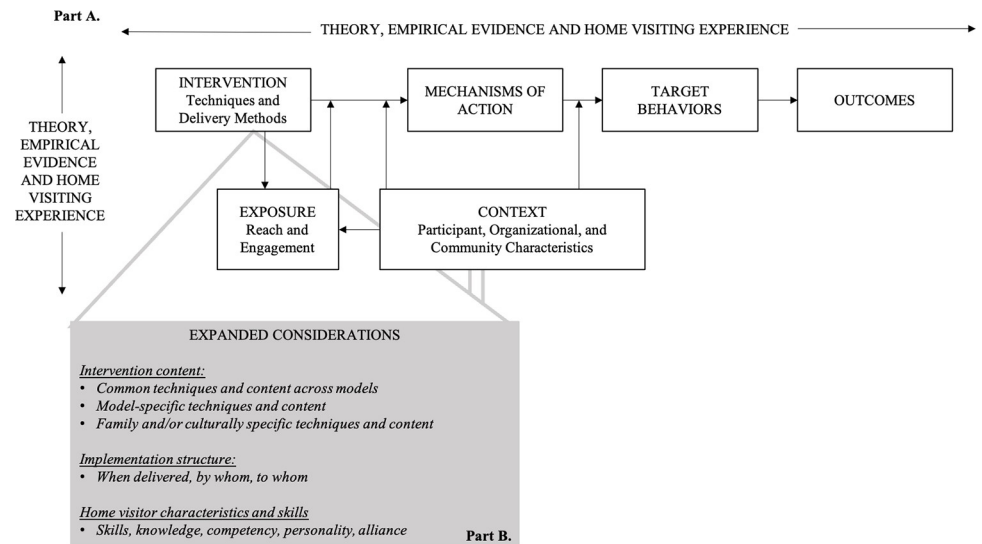 Part A.
THEORY, EMPIRICAL EVIDENCE AND HOME VISITING EXPERIENCE
THEORY,
EMPIRICAL
EVIDENCE
AND HOME
VISITING
EXPERIENCE
INTERVENTION
Techniques and
Delivery Methods
MECHANISMS OF
ACTION
TARGET
BEHAVIORS
OUTCOMES
EXPOSURE
Reach and
Engagement
CONTEXT
Participant, Organizational, and
Community Characteristics
EXPANDED CONSIDERATIONS
Intervention content:
• Common techniques and content across models
• Model-specific techniques and content
• Family and/or culturally specific techniques and content
Implementation structure:
• When delivered, by whom, to whom
Home visitor characteristics and skills
• Skills, knowledge, competency, personality, alliance
Part B.